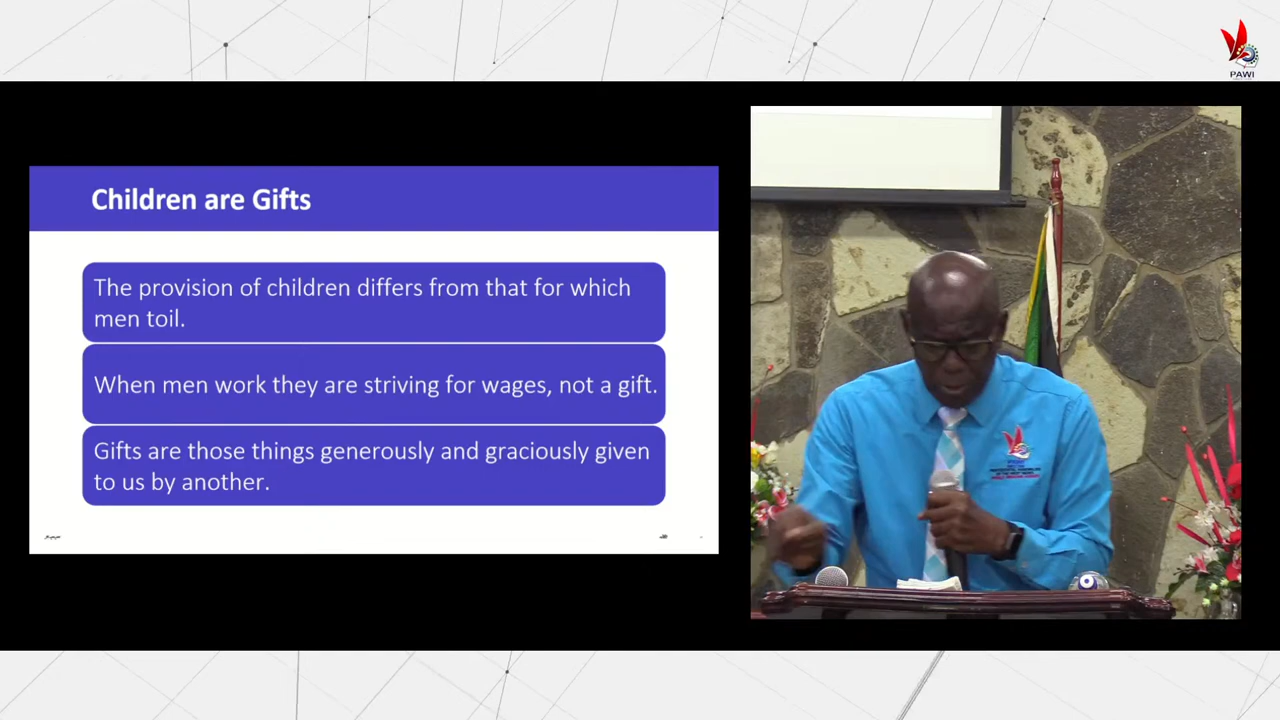 PAWI
Children are Gifts
The provision of children differs from that for which
men toil.
When men work they are striving for wages, not a gift.
Gifts are those things generously and graciously given
to us by another.